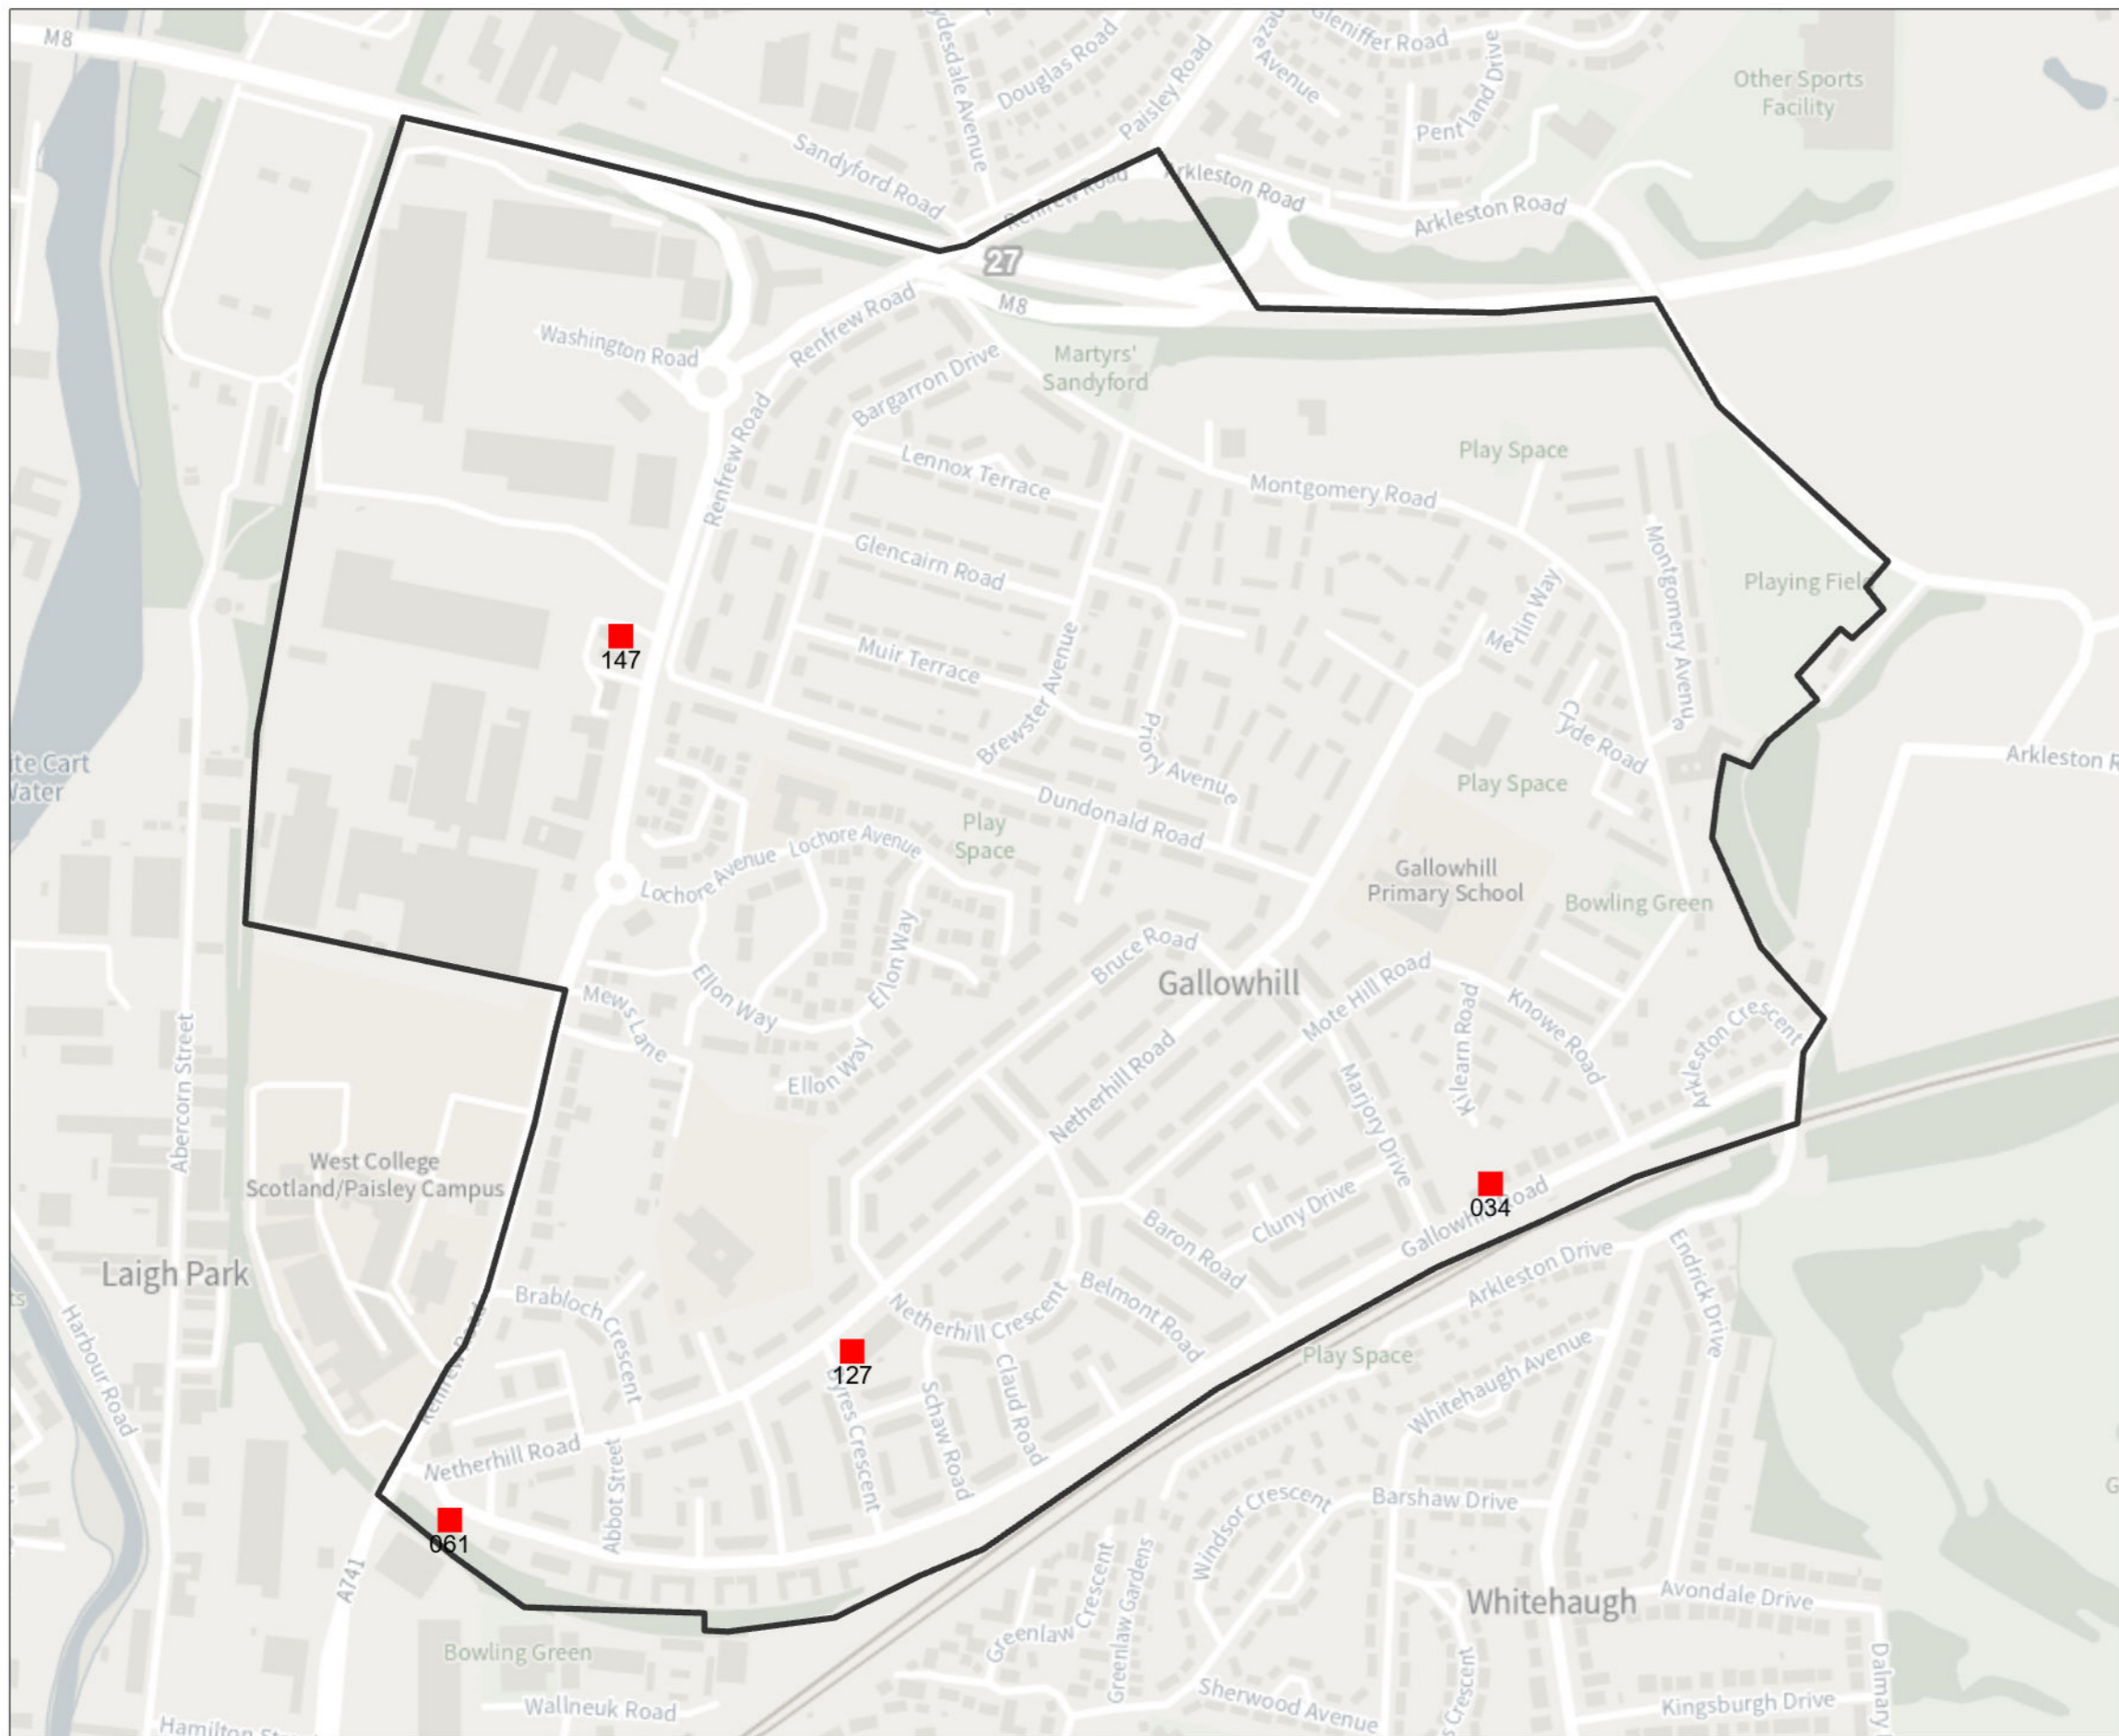 M8
Douglas Road
Paisley Road
Avenue
Gleniffer Road
Pentland Drive
Other Sports
Facility
Sandyford Road
Renfrew Road
Arkleston Road
Arkleston Road
27
M8
Washington Road
Renfrew Road
Bargarron Drive
Martyrs'
Sandyford
Renfrew Road
Lennox Terrace
Montgomery Road
Play Space
Glencairn Road
Montgomery Avenue
Playing Field
Merlin Way
147
Muir Terrace
Brewster Avenue
Priory Avenue
Clyde Road
Play Space
Dundonald Road
Play
Space
Lochore Avenue
Lochore Avenue
Gallowhill
Primary School
Bowling Green
Ellon Way
Ellon Way
Ellon Way
Bruce Road
Gallowhill
Mote Hill Road
Kilearn Road
Knowe Road
Arkleston Crescent
Mews Lane
Abercorn Street
Netherhill Road
Marjory Drive
West College
Scotland/Paisley Campus
034
Gallowhill Road
Cluny Drive
Baron Road
Laigh Park
Harbour Road
Renfrew Road
Brabloch Crescent
Netherhill Crescent
Belmont Road
Arkleston Drive
Endrick Drive
Play Space
Whitehaugh Avenue
127
Schaw Road
Claud Road
Netherhill Road
Abbot Street
061
A741
Windsor Crescent
Barshaw Drive
Greenlaw Crescent
Greenlaw Gardens
Whitehaugh
Avondale Drive
Bowling Green
Wallneuk Road
Sherwood Avenue
Crescent
Kingsburgh Drive
Dalmary
Hamilton